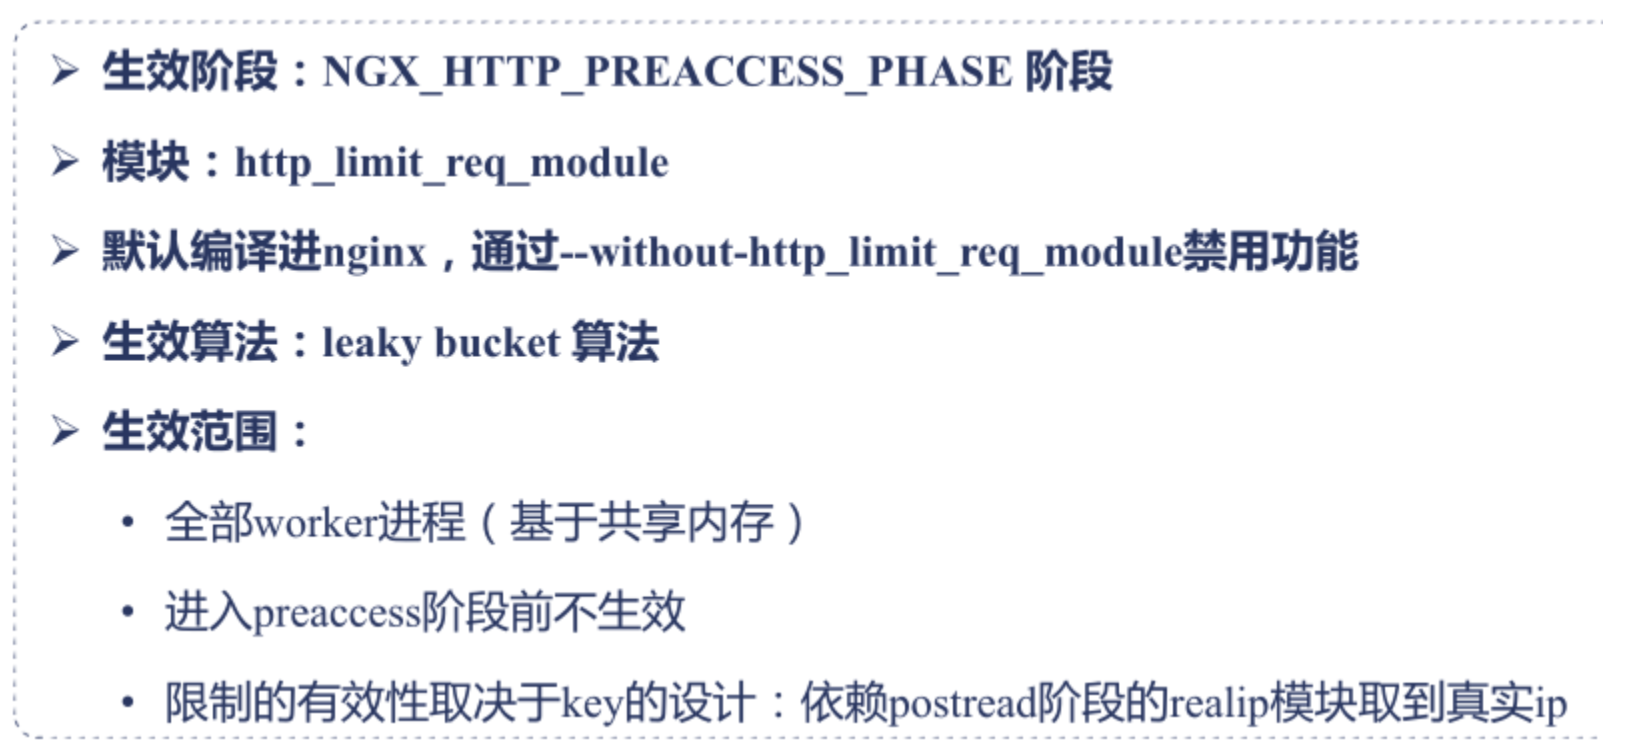 ➢ 生效阶段：NGX_HTTP_PREACCESS_PHASE 阶段
➢ 模块：http_limit_req_module
➢ 默认编译进nginx，通过--without-http_limit_req_module禁用功能
➢ 生效算法：leaky bucket 算法
➢ 生效范围：
• 全部worker进程（基于共享内存）
• 进入preaccess阶段前不生效
• 限制的有效性取决于key的设计：依赖postread阶段的realip模块取到真实ip